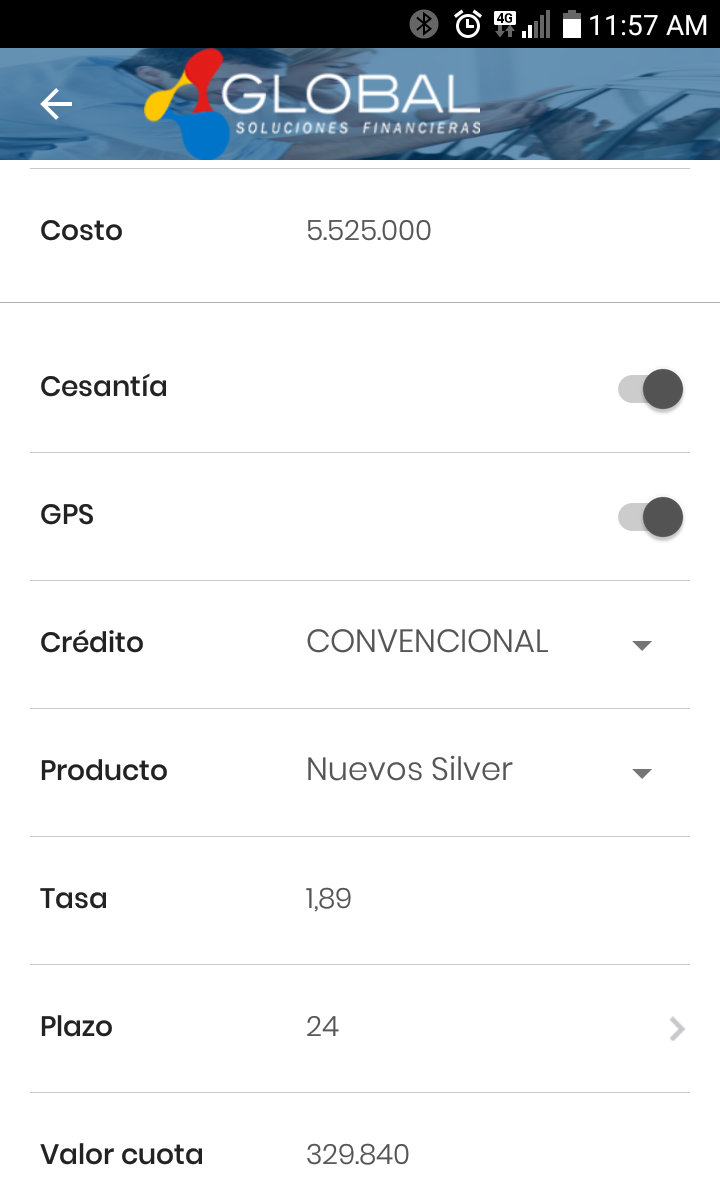 4G 11:57 AM
GLOBAL
SOLUCIONES FINANCIERAS
Costo 5.525.000
Cesantía
GPS
Crédito CONVENCIONAL
Producto Nuevos Silver
Tasa 1,89
Plazo 24
Valor cuota 329.840